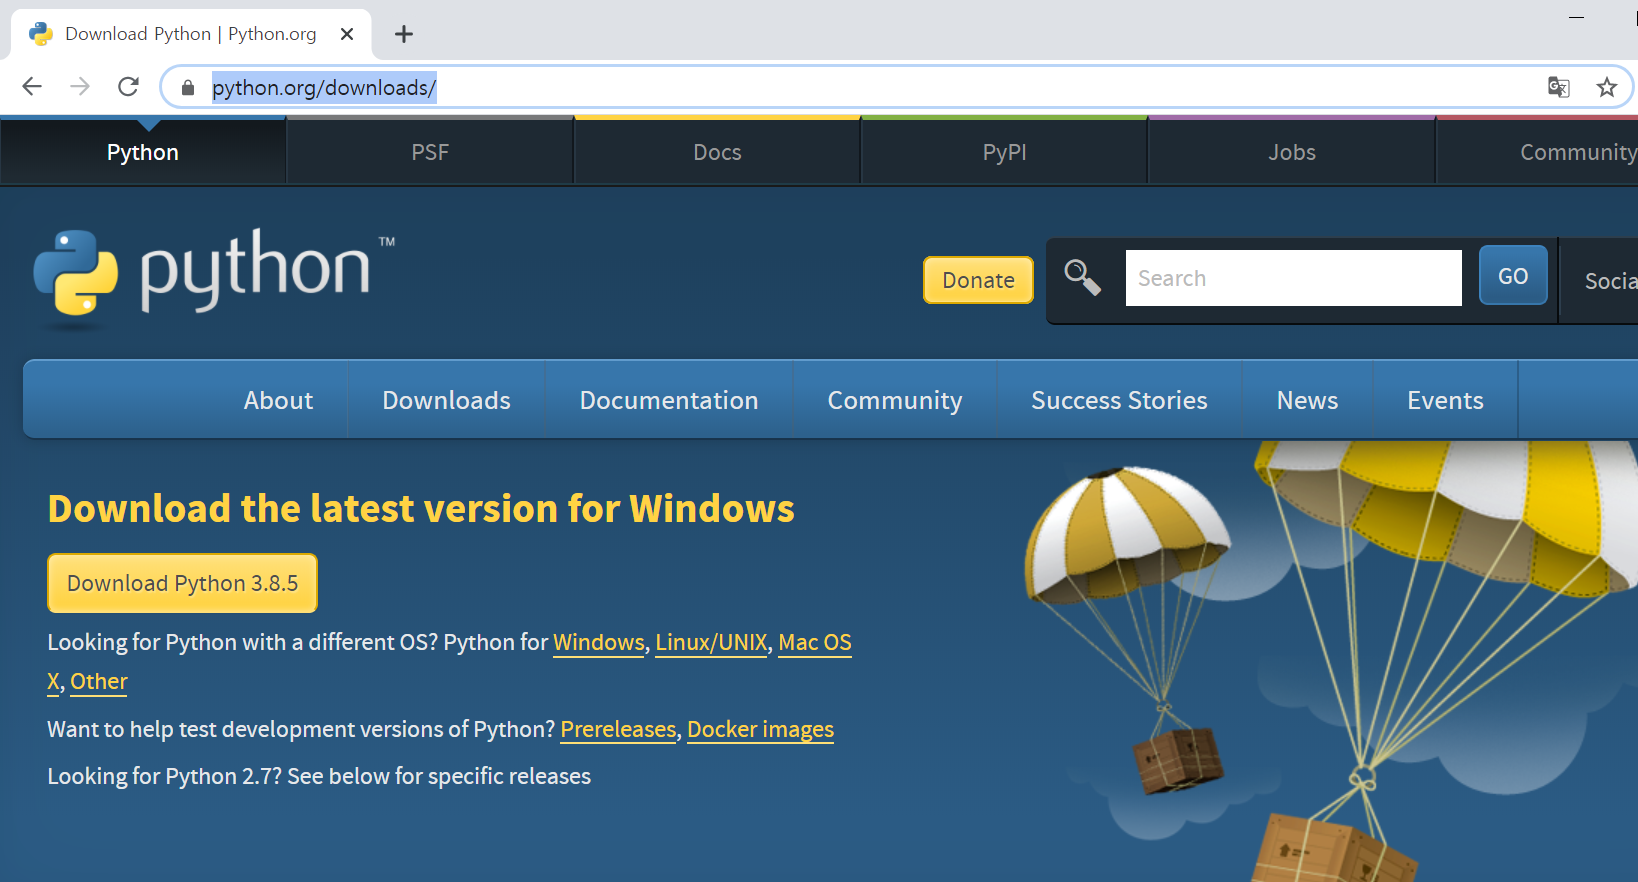 Download Python | Python.org
python.org/downloads/
Python PSF Docs PyPI Jobs Community
python™
Donate Search GO Socia
About Downloads Documentation Community Success Stories News Events
Download the latest version for Windows
Download Python 3.8.5
Looking for Python with a different OS? Python for Windows, Linux/UNIX, Mac OS
X, Other
Want to help test development versions of Python? Prereleases, Docker images
Looking for Python 2.7? See below for specific releases